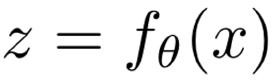 z = f_θ(x)